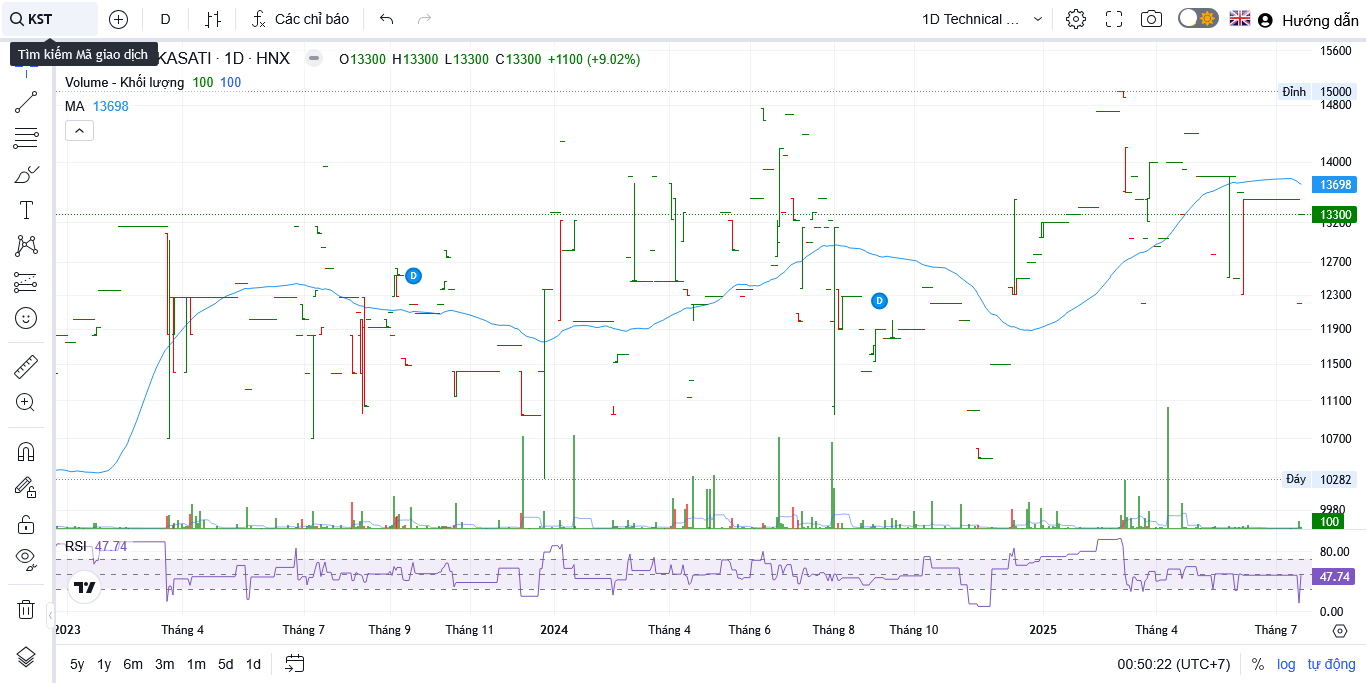 KST
D
Các chỉ báo
1D Technical ...
Hướng dẫn
Tìm kiếm Mã giao dịch
KASATI · 1D · HNX
O13300 H13300 L13300 C13300 +1100 (+9.02%)
Volume - Khối lượng 100 100
MA 13698
15600
Đỉnh 15000
14800
14000
13698
13300
13200
12700
12300
11900
11500
11100
10700
Đáy 10282
9980
100
D
D
RSI 47.74
80.00
47.74
0.00
2023
Tháng 4
Tháng 7
Tháng 9
Tháng 11
2024
Tháng 4
Tháng 6
Tháng 8
Tháng 10
2025
Tháng 4
Tháng 7
5y 1y 6m 3m 1m 5d 1d
00:50:22 (UTC+7)
% log tự động